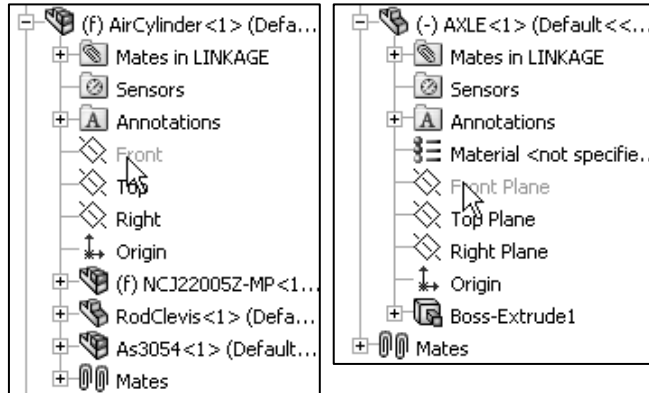 (f) AirCylinder<1> (Defa...
Mates in LINKAGE
Sensors
Annotations
Front
Top
Right
Origin
(f) NCJ22005Z-MP<1...
RodClevis<1> (Defa...
As3054<1> (Default...
Mates
(-) AXLE<1> (Default<<...
Mates in LINKAGE
Sensors
Annotations
Material <not specifie...
Front Plane
Top Plane
Right Plane
Origin
Boss-Extrude1
Mates